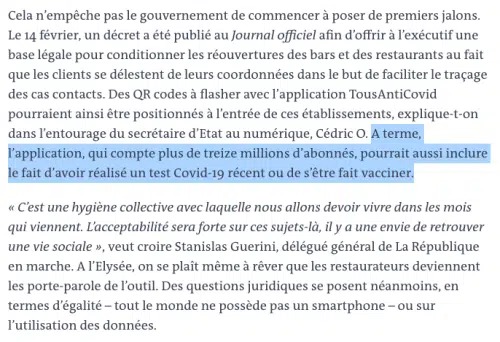 Cela n’empêche pas le gouvernement de commencer à poser de premiers jalons.
Le 14 février, un décret a été publié au Journal officiel afin d’offrir à l’exécutif une
base légale pour conditionner les réouvertures des bars et des restaurants au fait
que les clients se délestent de leurs coordonnées dans le but de faciliter le traçage
des cas contacts. Des QR codes à flasher avec l’application TousAntiCovid
pourraient ainsi être positionnés à l’entrée de ces établissements, explique-t-on
dans l’entourage du secrétaire d’Etat au numérique, Cédric O. A terme,
l’application, qui compte plus de treize millions d’abonnés, pourrait aussi inclure
le fait d’avoir réalisé un test Covid-19 récent ou de s’être fait vacciner.
« C’est une hygiène collective avec laquelle nous allons devoir vivre dans les mois
qui viennent. L’acceptabilité sera forte sur ces sujets-là, il y a une envie de retrouver
une vie sociale », veut croire Stanislas Guerini, délégué général de La République
en marche. A l’Elysée, on se plaît même à rêver que les restaurateurs deviennent
les porte-parole de l’outil. Des questions juridiques se posent néanmoins, en
termes d’égalité – tout le monde ne possède pas un smartphone – ou sur
l’utilisation des données.